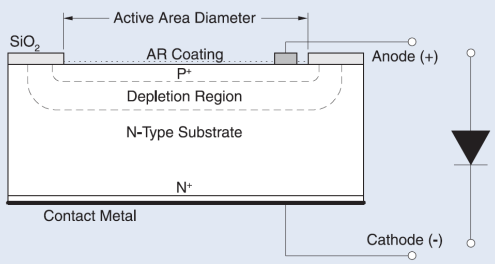 Active Area Diameter
SiO2
AR Coating
Anode (+)
P+
Depletion Region
N-Type Substrate
N+
Contact Metal
Cathode (-)